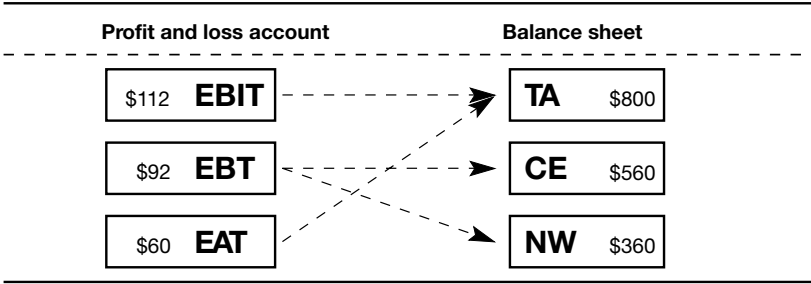 Profit and loss account Balance sheet
$112 EBIT TA $800
$92 EBT CE $560
$60 EAT NW $360